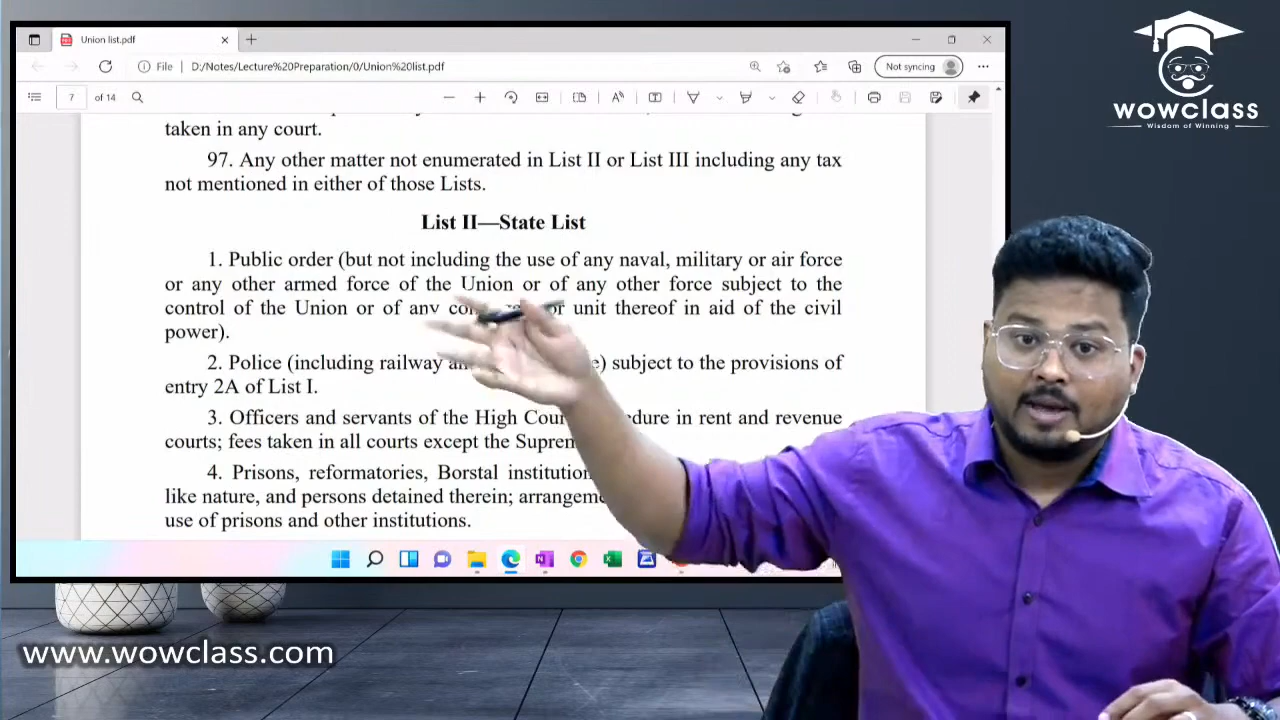 Union list.pdf
File D:/Notes/Lecture%20Preparation/0/Union%20list.pdf
Not syncing
7 of 14
wowclass
Wisdom of Winning
taken in any court.
97. Any other matter not enumerated in List II or List III including any tax
not mentioned in either of those Lists.
List II—State List
1. Public order (but not including the use of any naval, military or air force
or any other armed force of the Union or of any other force subject to the
control of the Union or of any or unit thereof in aid of the civil
power).
2. Police (including railway subject to the provisions of
entry 2A of List I.
3. Officers and servants of the High in rent and revenue
courts; fees taken in all courts except the
4. Prisons, reformatories, Borstal
like nature, and persons detained therein;
use of prisons and other institutions.
www.wowclass.com